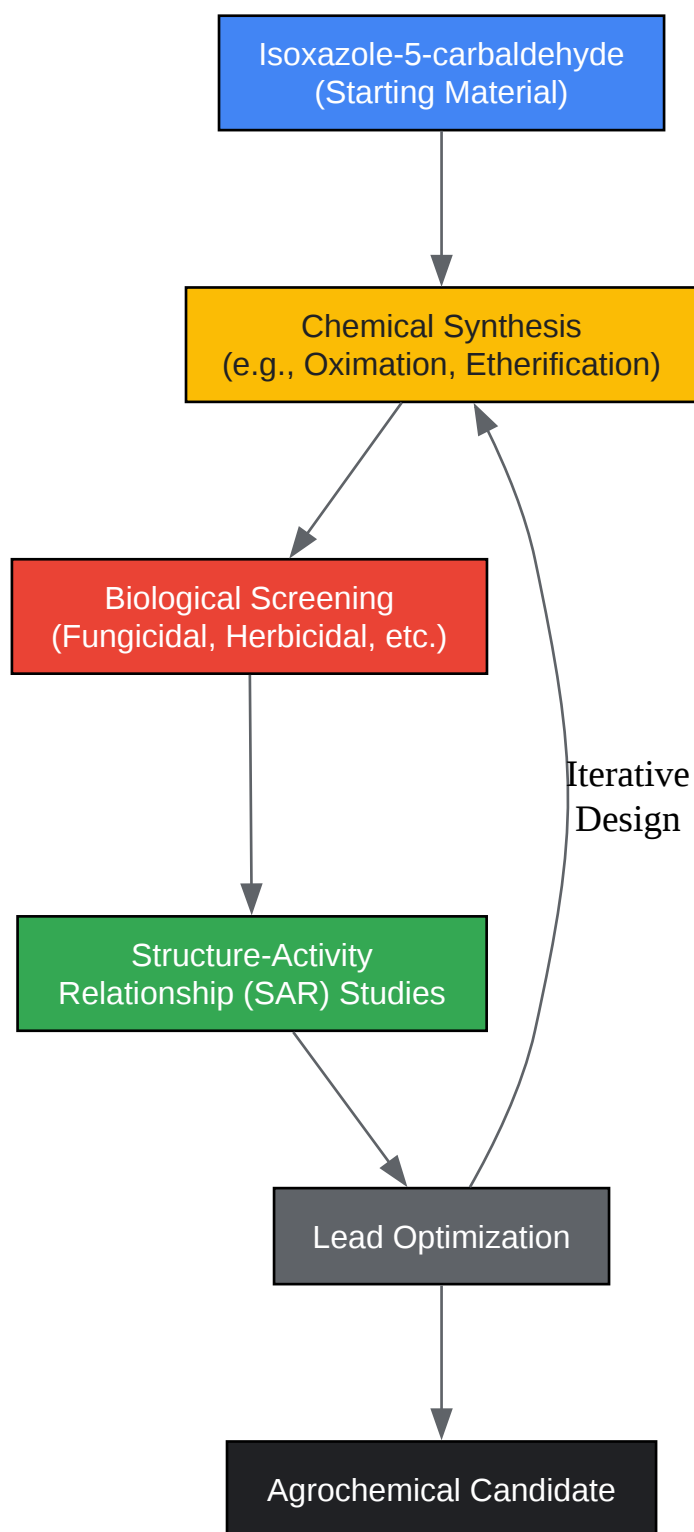 Isoxazole-5-carbaldehyde
(Starting Material)
Chemical Synthesis
(e.g., Oximation, Etherification)
Biological Screening
(Fungicidal, Herbicidal, etc.)
Iterative
Design
Structure-Activity
Relationship (SAR) Studies
Lead Optimization
Agrochemical Candidate